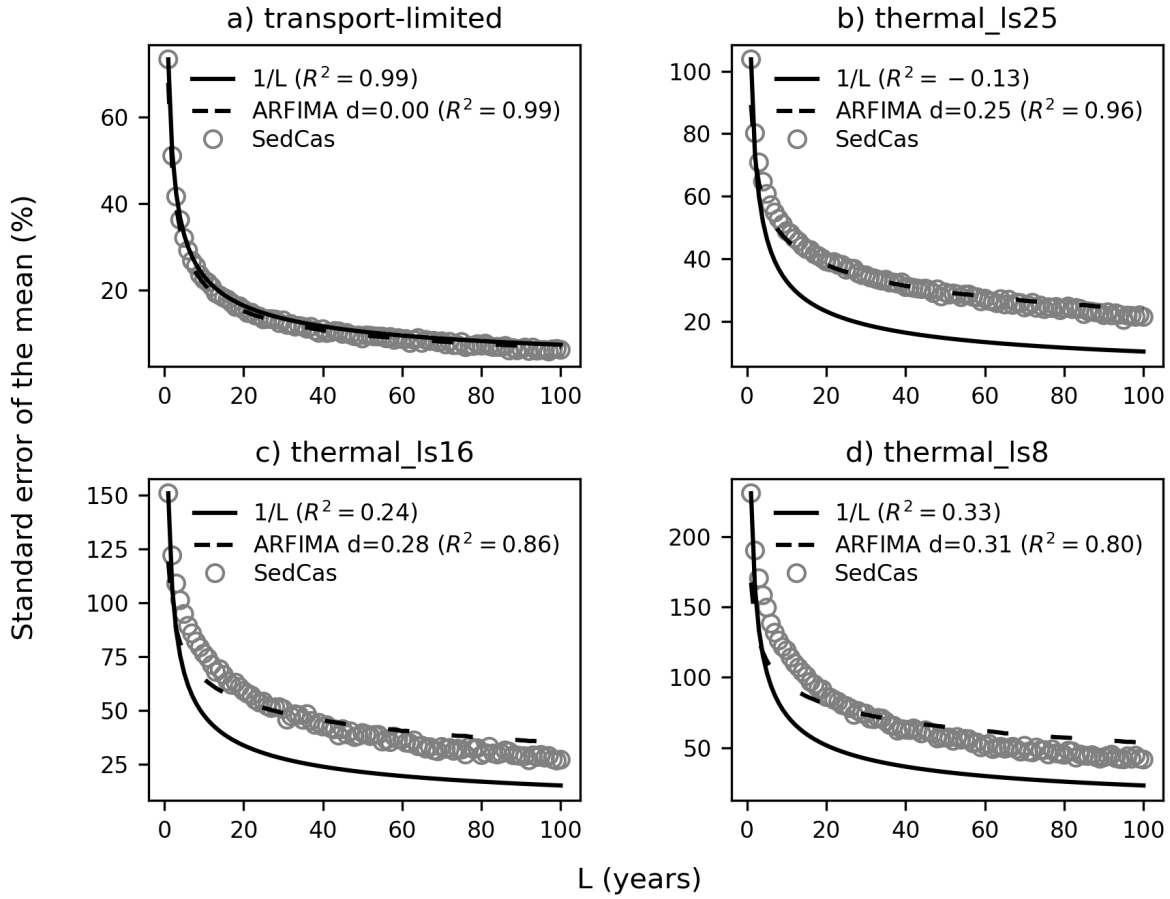 a) transport-limited
1/L (R² = 0.99)
ARFIMA d=0.00 (R² = 0.99)
SedCas
60
40
20
0 20 40 60 80 100
b) thermal_ls25
1/L (R² = −0.13)
ARFIMA d=0.25 (R² = 0.96)
SedCas
100
80
60
40
20
0 20 40 60 80 100
Standard error of the mean (%)
c) thermal_ls16
1/L (R² = 0.24)
ARFIMA d=0.28 (R² = 0.86)
SedCas
150
125
100
75
50
25
0 20 40 60 80 100
d) thermal_ls8
1/L (R² = 0.33)
ARFIMA d=0.31 (R² = 0.80)
SedCas
200
150
100
50
0 20 40 60 80 100
L (years)